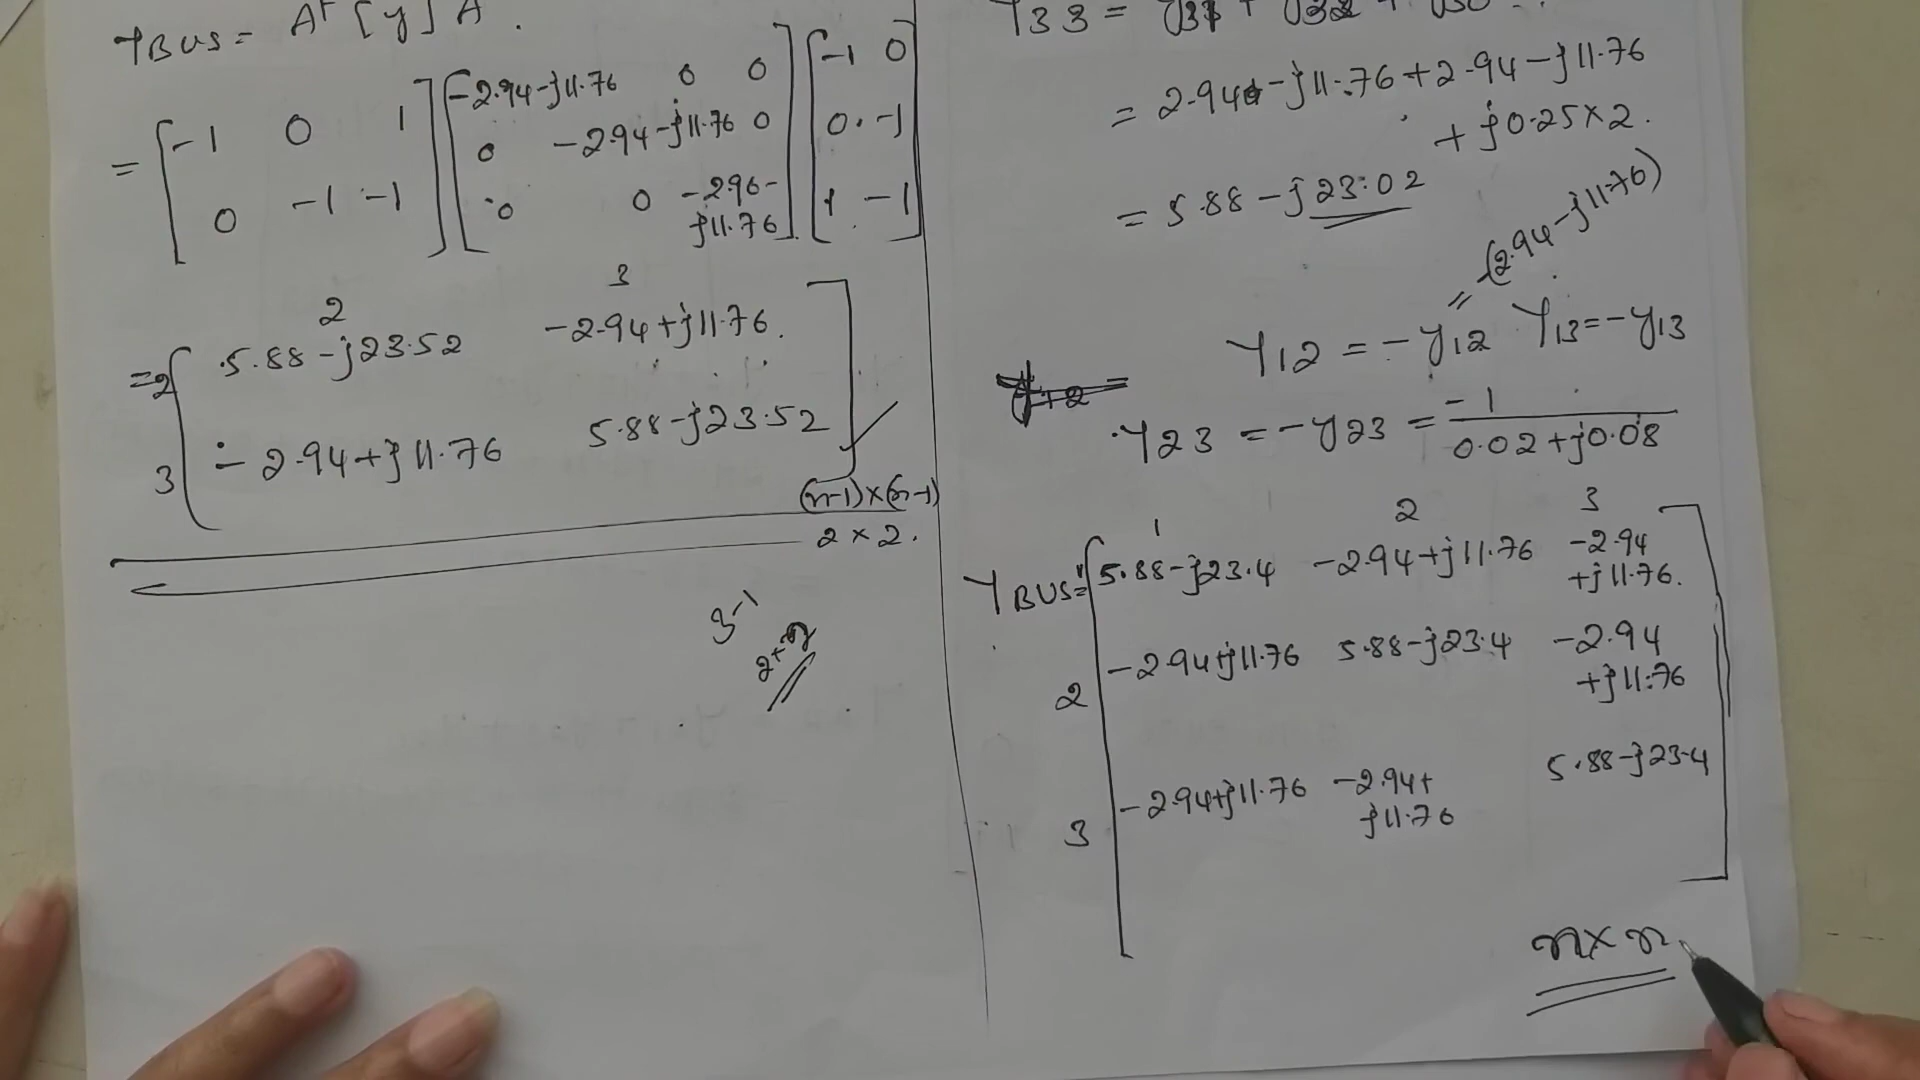 YBUS = Aᵀ [y] A.
= [ -1 0 1 ] [ -2.94-j11.76 0 0 ] [ -1 0 ]
[ 0 -1 -1 ] [ 0 -2.94-j11.76 0 ] [ 0 -1 ]
[ 0 0 -2.96-j11.76 ] [ 1 -1 ]
2 3
= 2 [ 5.88-j23.52 -2.94+j11.76 ]
3 [ -2.94+j11.76 5.88-j23.52 ]
(n-1)×(n-1)
2×2.
3-1
Y33 =
= 2.94-j11.76+2.94-j11.76
+ j0.25×2.
= 5.88-j23.02
= (2.94-j11.76)
Y12 = -y12 Y13 = -y13
Y23 = -y23 = -1 / 0.02+j0.08
1 2 3
YBUS = [ 5.88-j23.4 -2.94+j11.76 -2.94+j11.76.
2 -2.94+j11.76 5.88-j23.4 -2.94+j11.76
3 -2.94+j11.76 -2.94+j11.76 5.88-j23.4 ]
n×n